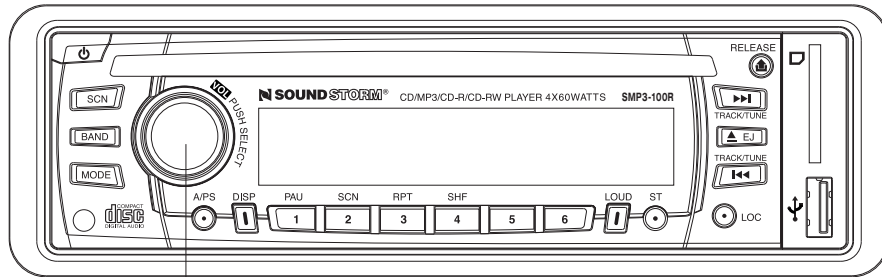 RELEASE
SCN
VOL PUSH SELECT
SOUNDSTORM® CD/MP3/CD-R/CD-RW PLAYER 4X60WATTS SMP3-100R
TRACK/TUNE
BAND
EJ
MODE
TRACK/TUNE
A/PS DISP PAU SCN RPT SHF LOUD ST
COMPACT
disc
DIGITAL AUDIO
1 2 3 4 5 6
LOC